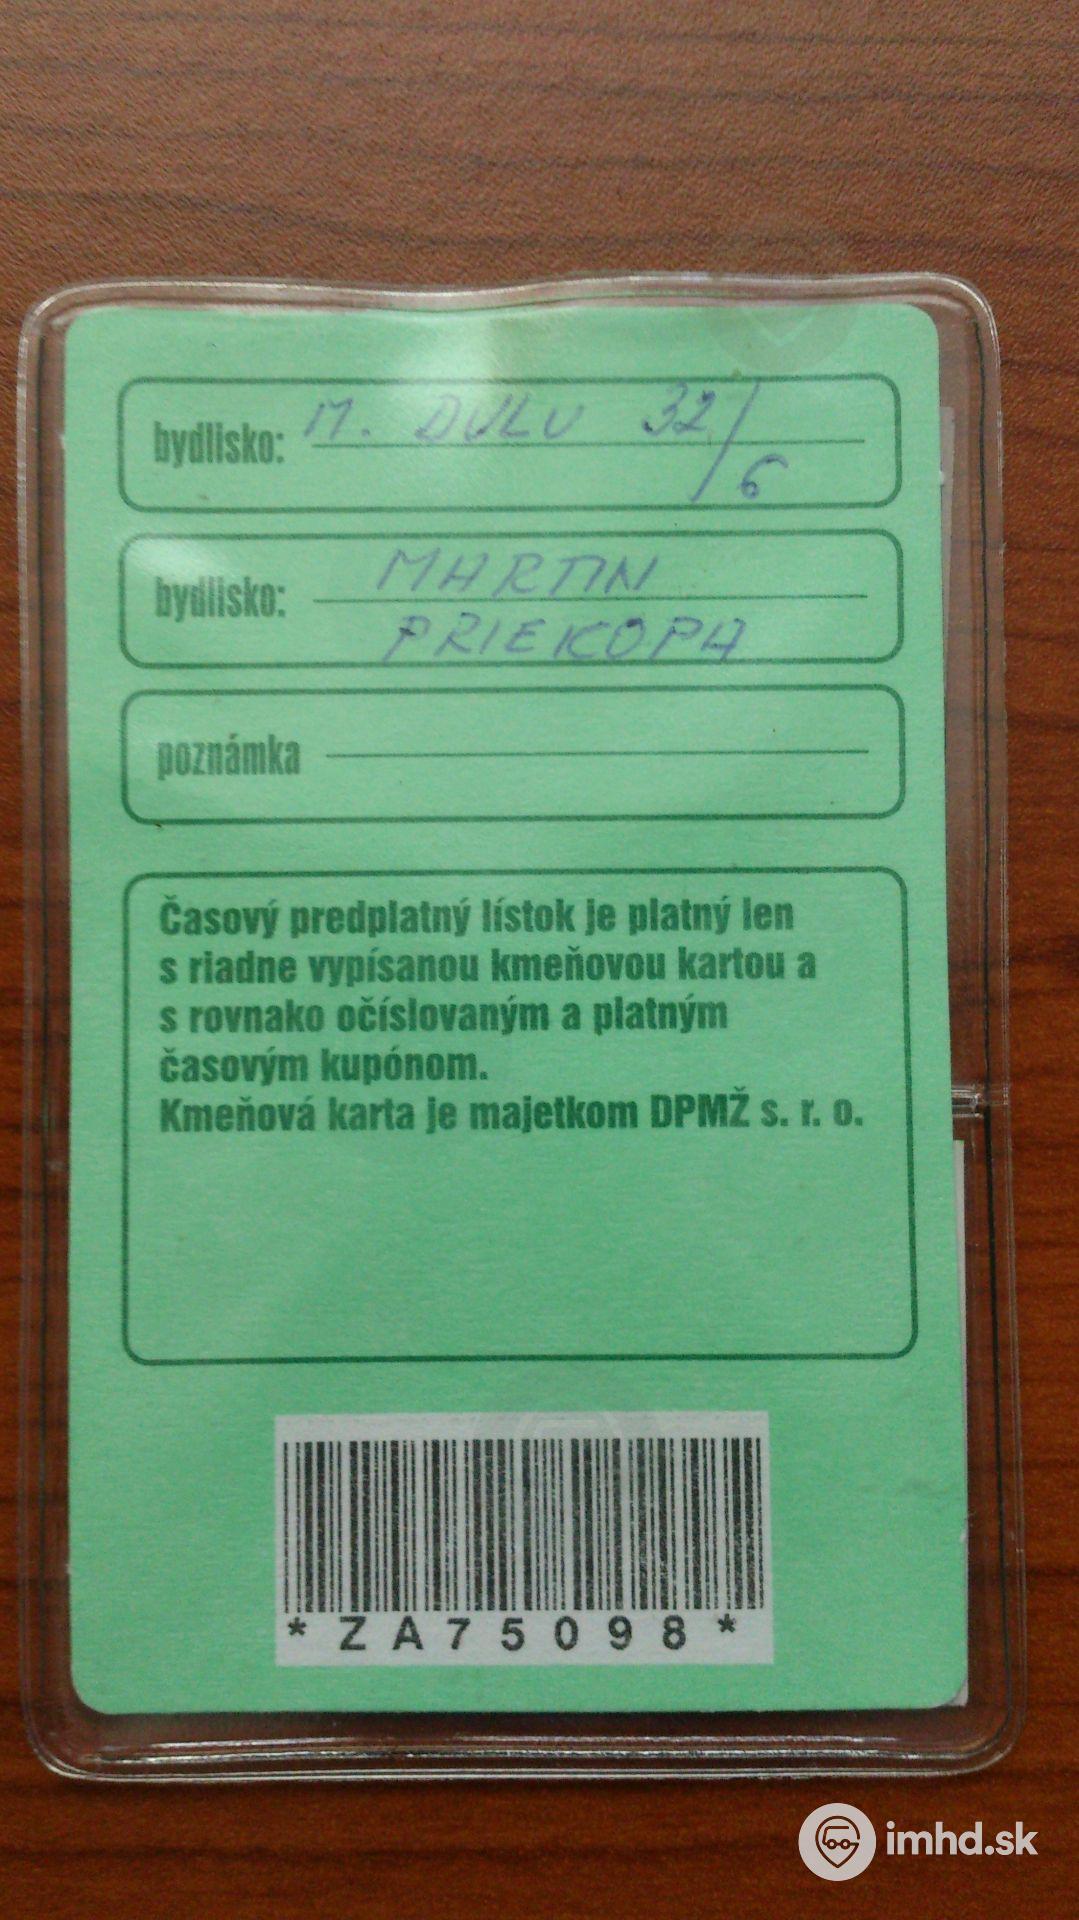 bydlisko: M. DULU 32/
6
bydlisko: MARTIN
PRIEKOPA
poznámka
Časový predplatný lístok je platný len
s riadne vypísanou kmeňovou kartou a
s rovnako očíslovaným a platným
časovým kupónom.
Kmeňová karta je majetkom DPMŽ s. r. o.
*ZA75098*
imhd.sk